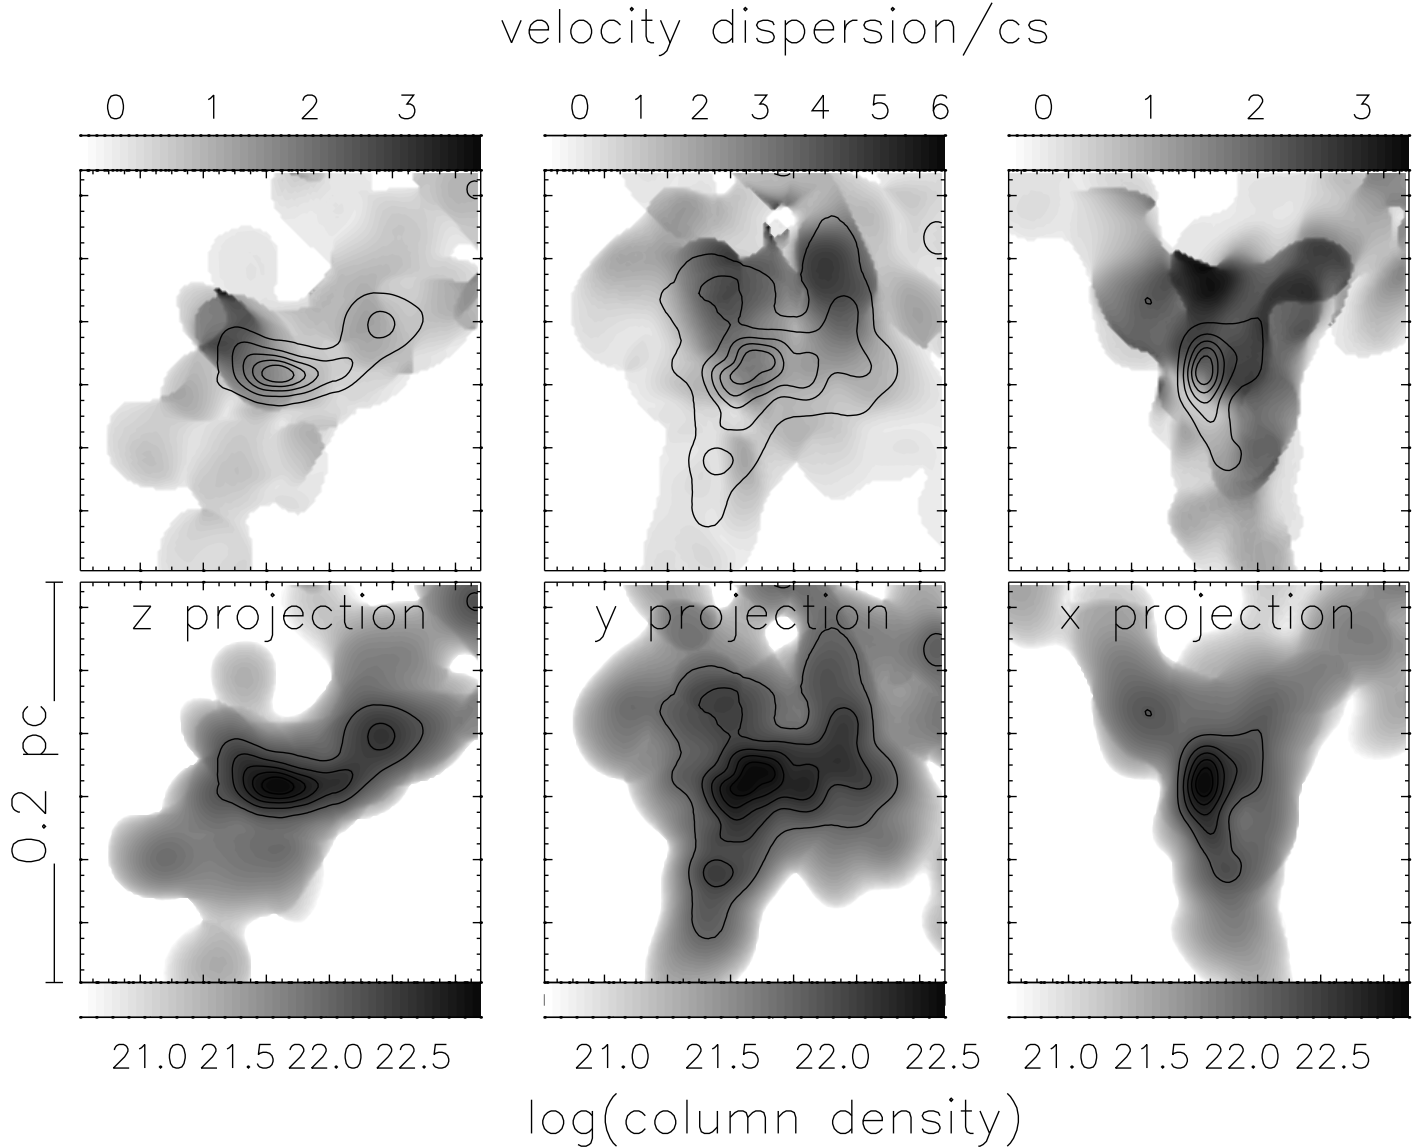 velocity dispersion/cs
0 1 2 3 0 1 2 3 4 5 6 0 1 2 3
z projection y projection x projection
0.2 pc
21.0 21.5 22.0 22.5 21.0 21.5 22.0 22.5 21.0 21.5 22.0 22.5
log(column density)